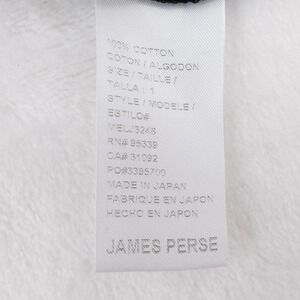 100% COTTON
COTON / ALGODON
SIZE / TAILLE /
TALLA : 1
STYLE / MODELE /
ESTILO#
MELJ3248
RN# 95339
CA# 31092
PO#3395700
MADE IN JAPAN
FABRIQUE EN JAPON
HECHO EN JAPON
JAMES PERSE